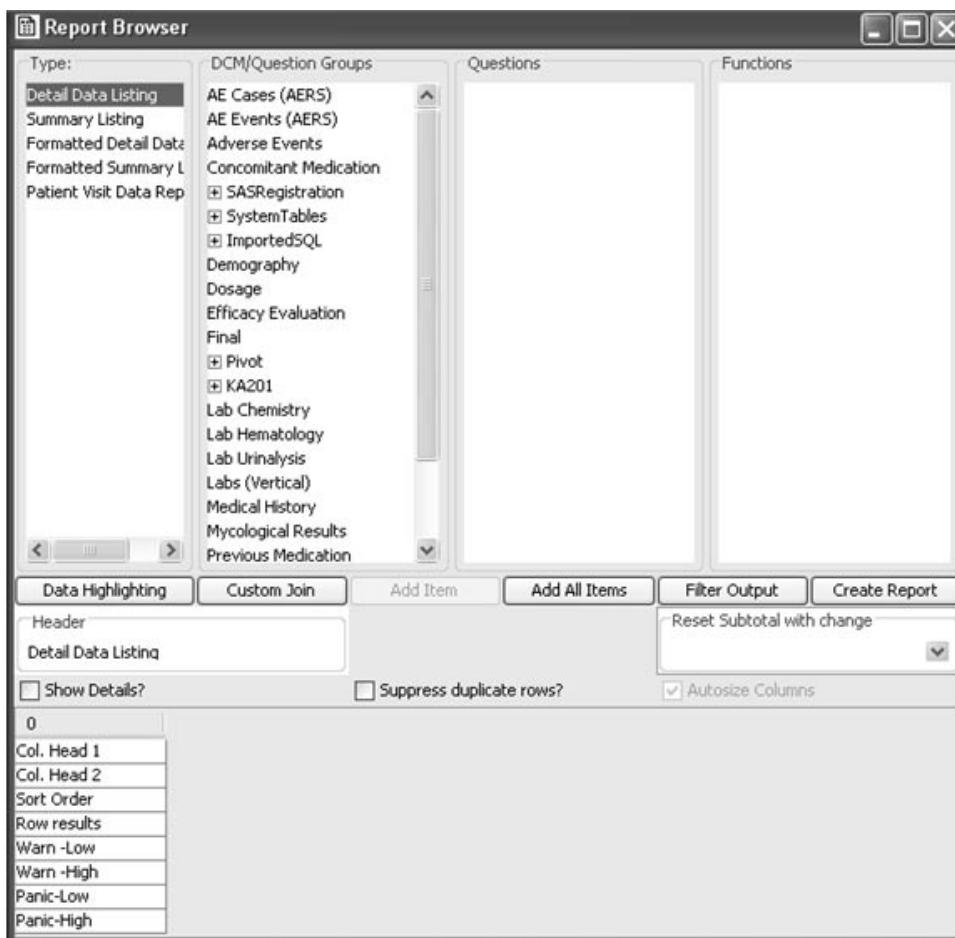 Report Browser
Type:
Detail Data Listing
Summary Listing
Formatted Detail Data
Formatted Summary L
Patient Visit Data Rep
DCM/Question Groups
AE Cases (AERS)
AE Events (AERS)
Adverse Events
Concomitant Medication
SASRegistration
SystemTables
ImportedSQL
Demography
Dosage
Efficacy Evaluation
Final
Pivot
KA201
Lab Chemistry
Lab Hematology
Lab Urinalysis
Labs (Vertical)
Medical History
Mycological Results
Previous Medication
Questions
Functions
Data Highlighting
Custom Join
Add Item
Add All Items
Filter Output
Create Report
Header
Detail Data Listing
Reset Subtotal with change
Show Details?
Suppress duplicate rows?
Autosize Columns
0
Col. Head 1
Col. Head 2
Sort Order
Row results
Warn -Low
Warn -High
Panic-Low
Panic-High